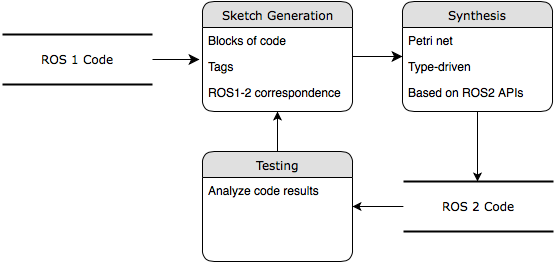 ROS 1 Code
Sketch Generation
Blocks of code
Tags
ROS1-2 correspondence
Synthesis
Petri net
Type-driven
Based on ROS2 APIs
Testing
Analyze code results
ROS 2 Code